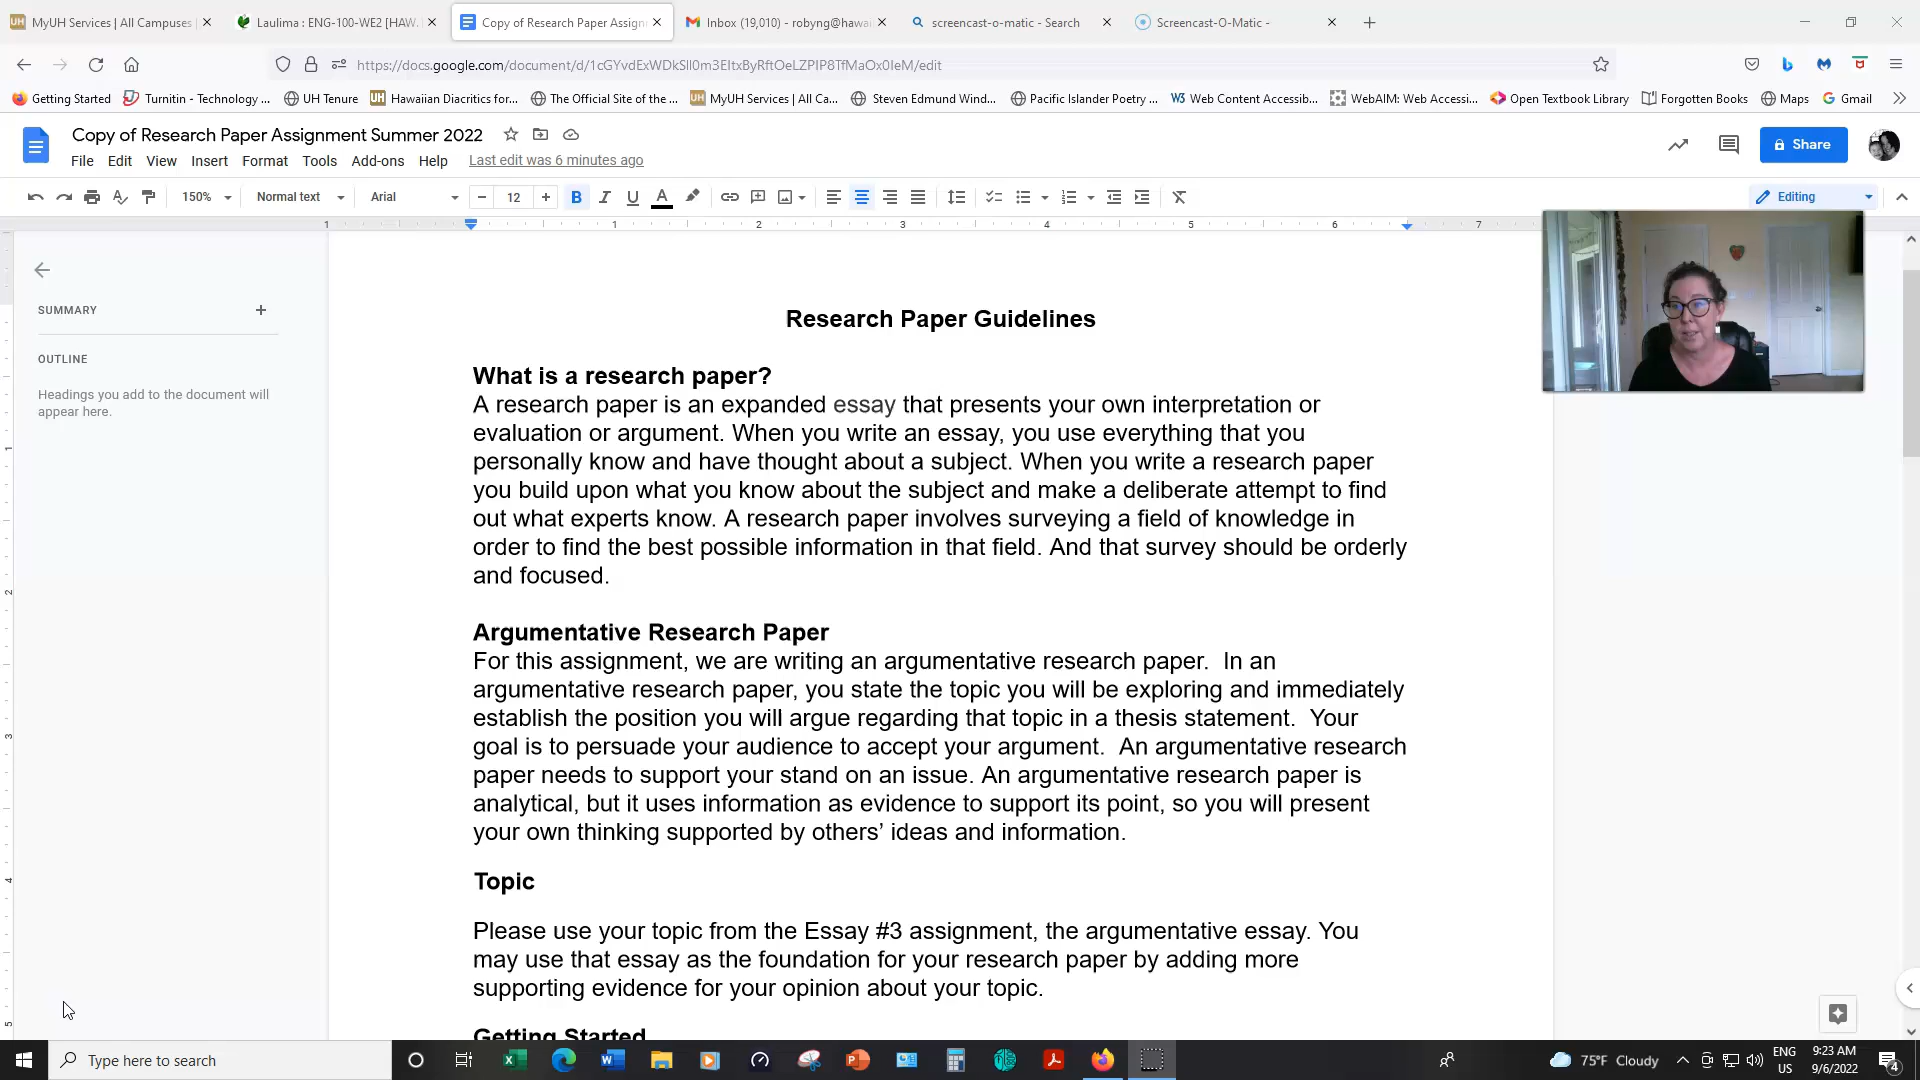 MyUH Services | All Campuses
Laulima : ENG-100-WE2 [HAW.
Copy of Research Paper Assignm
Inbox (19,010) - robyng@hawai
screencast-o-matic - Search
Screencast-O-Matic -
https://docs.google.com/document/d/1cGYvdExWDkSll0m3EItxByRftOeLZPIP8TfMaOx0IeM/edit
Getting Started
Turnitin - Technology ...
UH Tenure
Hawaiian Diacritics for...
The Official Site of the ...
MyUH Services | All Ca...
Steven Edmund Wind...
Pacific Islander Poetry ...
Web Content Accessib...
WebAIM: Web Accessi...
Open Textbook Library
Forgotten Books
Maps
Gmail
Copy of Research Paper Assignment Summer 2022
File Edit View Insert Format Tools Add-ons Help Last edit was 6 minutes ago
Share
150% Normal text Arial 12 Editing
1 1 2 3 4 5 6 7
SUMMARY
OUTLINE
Headings you add to the document will
appear here.
Research Paper Guidelines
What is a research paper?
A research paper is an expanded essay that presents your own interpretation or
evaluation or argument. When you write an essay, you use everything that you
personally know and have thought about a subject. When you write a research paper
you build upon what you know about the subject and make a deliberate attempt to find
out what experts know. A research paper involves surveying a field of knowledge in
order to find the best possible information in that field. And that survey should be orderly
and focused.
Argumentative Research Paper
For this assignment, we are writing an argumentative research paper.  In an
argumentative research paper, you state the topic you will be exploring and immediately
establish the position you will argue regarding that topic in a thesis statement.  Your
goal is to persuade your audience to accept your argument.  An argumentative research
paper needs to support your stand on an issue. An argumentative research paper is
analytical, but it uses information as evidence to support its point, so you will present
your own thinking supported by others’ ideas and information.
Topic
Please use your topic from the Essay #3 assignment, the argumentative essay. You
may use that essay as the foundation for your research paper by adding more
supporting evidence for your opinion about your topic.
Getting Started
Type here to search
75°F Cloudy
ENG
US
9:23 AM
9/6/2022
4